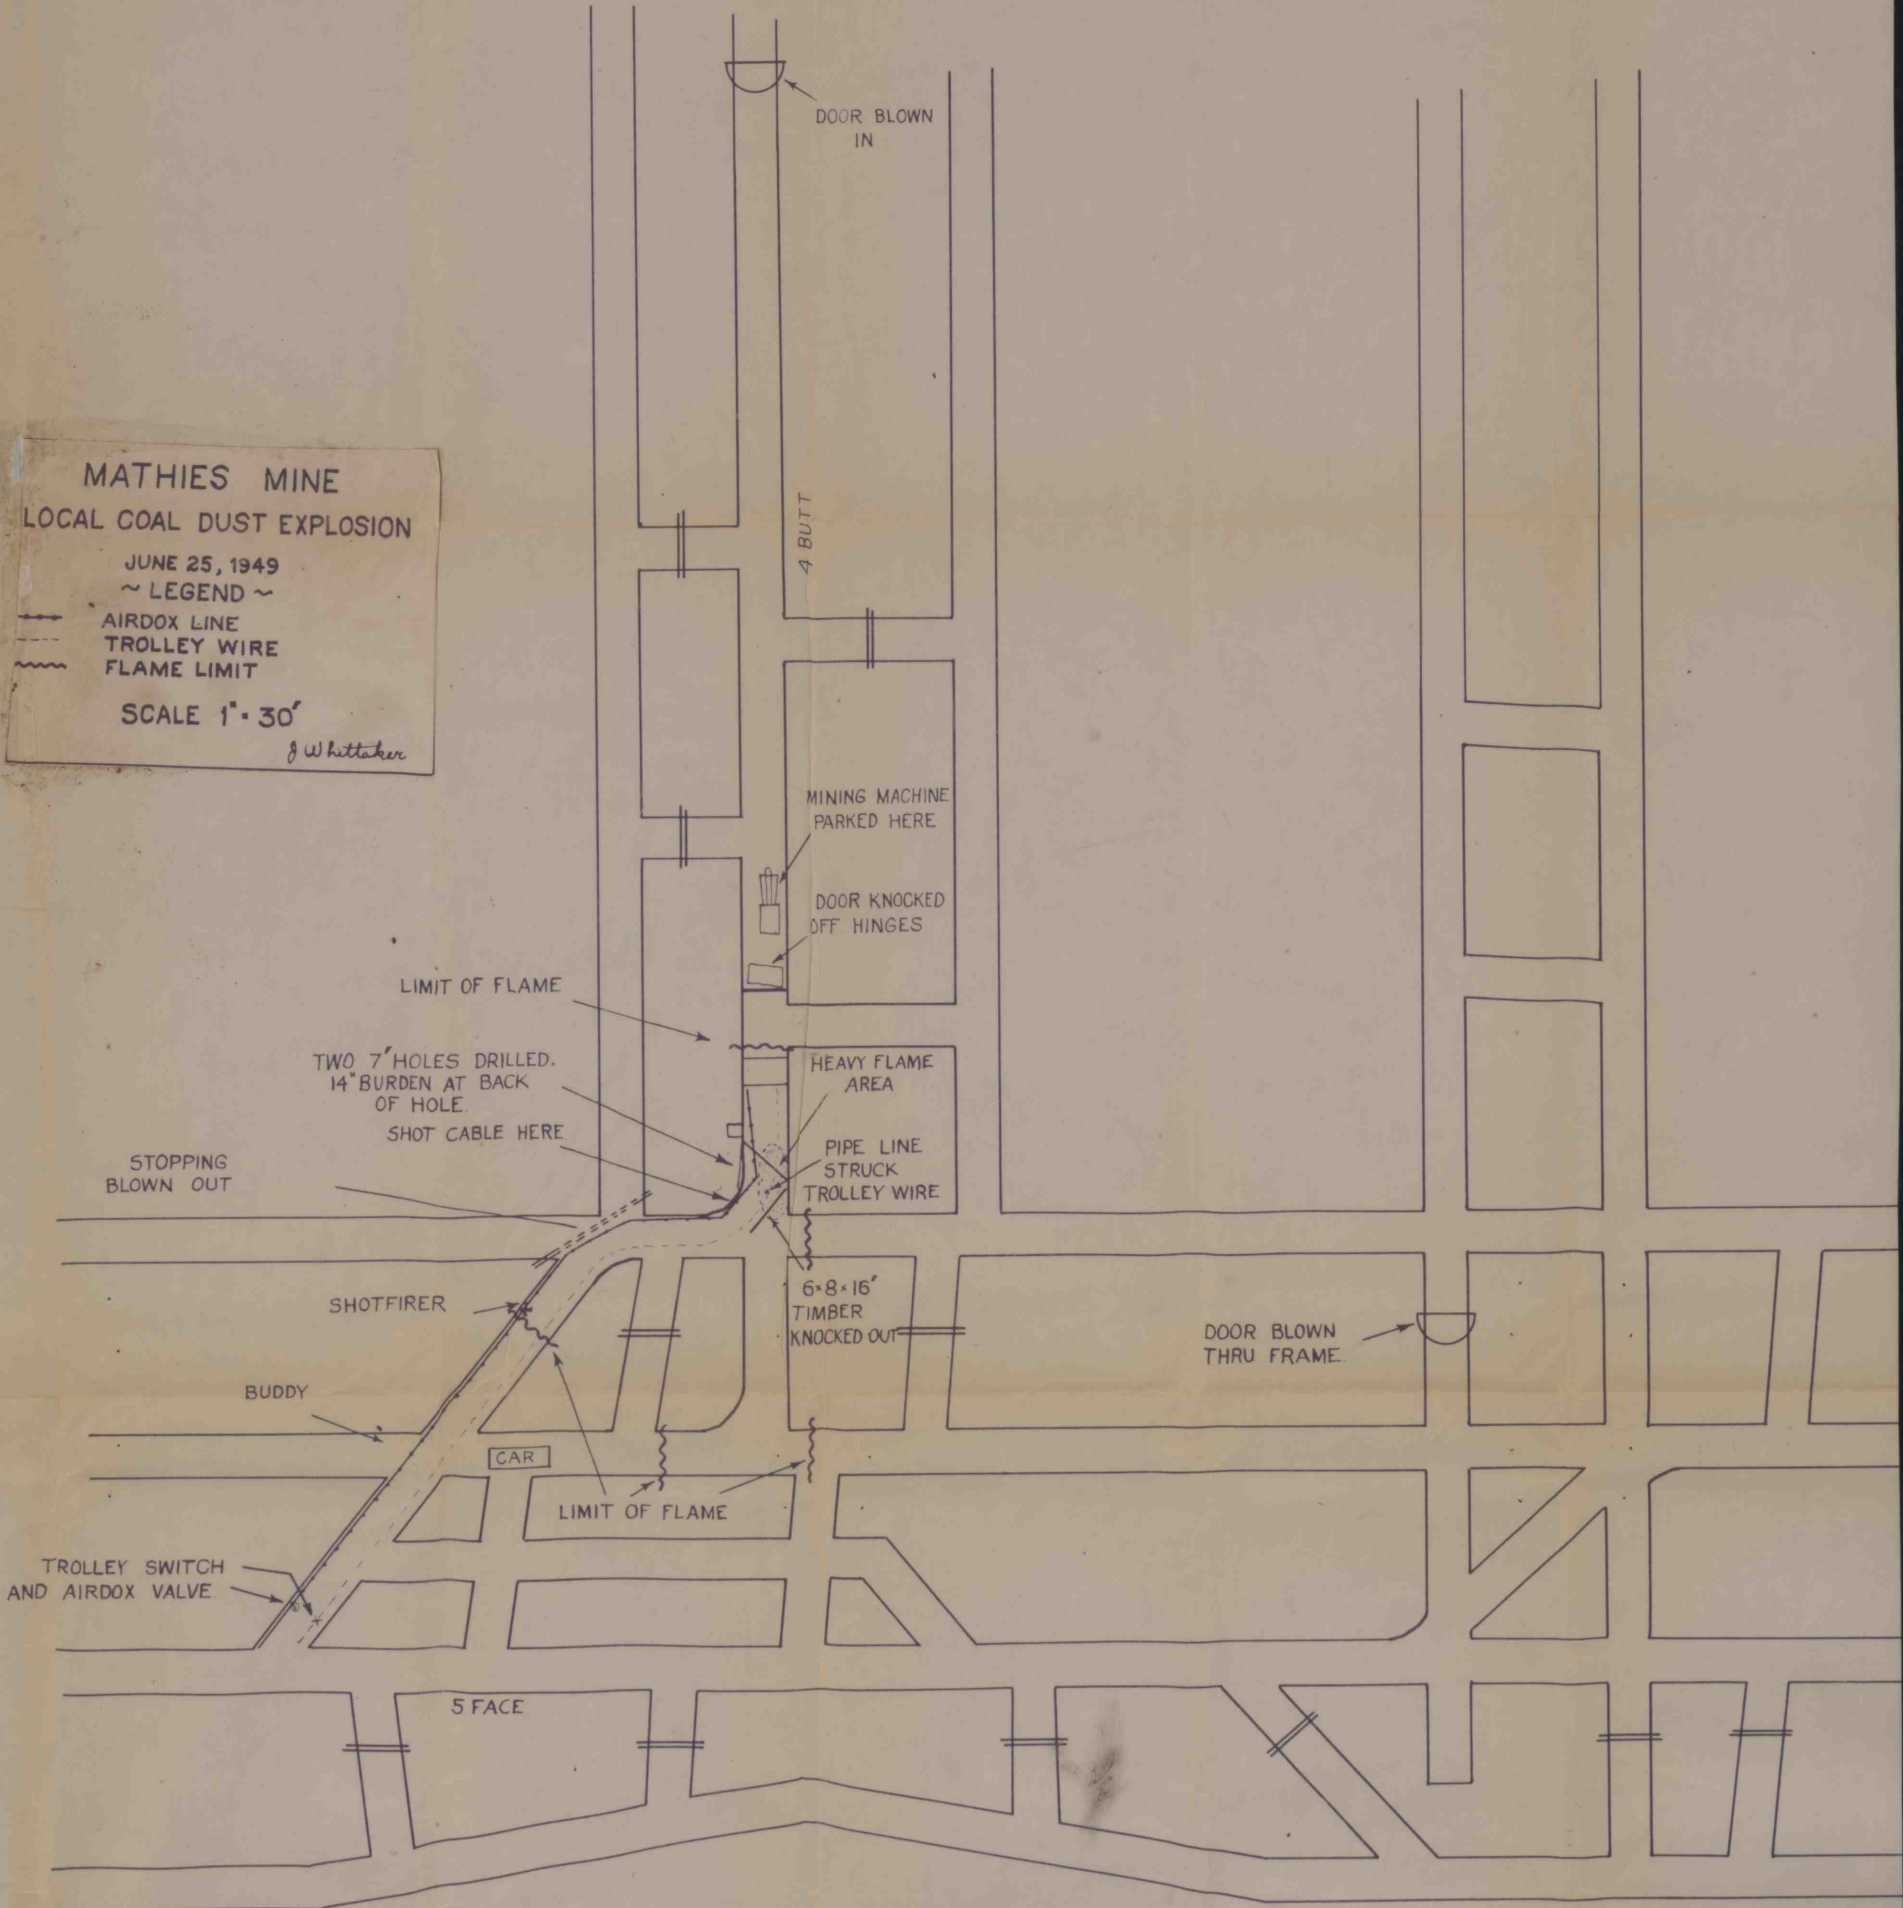 DOOR BLOWN
IN
MATHIES MINE
LOCAL COAL DUST EXPLOSION
JUNE 25, 1949
~ LEGEND ~
AIRDOX LINE
TROLLEY WIRE
FLAME LIMIT
SCALE 1"=30'
J Whittaker
4 BUTT
MINING MACHINE
PARKED HERE
DOOR KNOCKED
OFF HINGES
LIMIT OF FLAME
TWO 7' HOLES DRILLED.
14" BURDEN AT BACK
OF HOLE.
SHOT CABLE HERE
HEAVY FLAME
AREA
PIPE LINE
STRUCK
TROLLEY WIRE
STOPPING
BLOWN OUT
SHOTFIRER
6×8×16'
TIMBER
KNOCKED OUT
DOOR BLOWN
THRU FRAME
BUDDY
CAR
LIMIT OF FLAME
TROLLEY SWITCH
AND AIRDOX VALVE
5 FACE